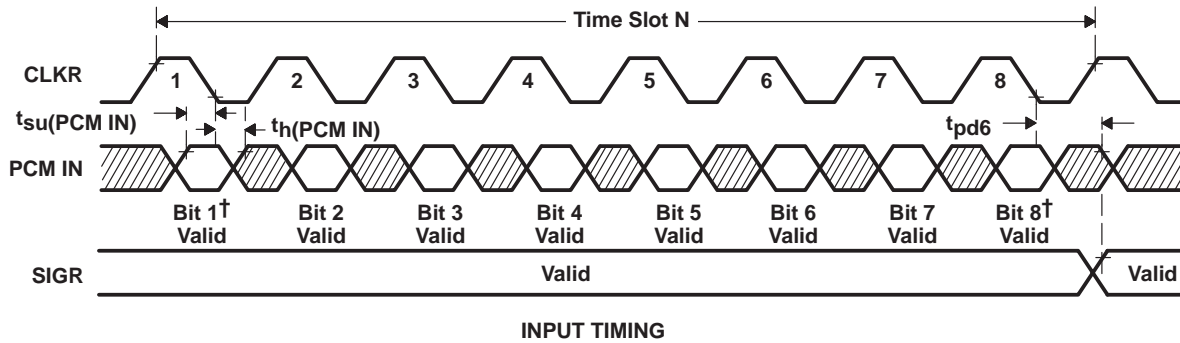 Time Slot N
CLKR
1 2 3 4 5 6 7 8
tsu(PCM IN)
th(PCM IN)
tpd6
PCM IN
Bit 1† Valid
Bit 2 Valid
Bit 3 Valid
Bit 4 Valid
Bit 5 Valid
Bit 6 Valid
Bit 7 Valid
Bit 8† Valid
SIGR
Valid
Valid
INPUT TIMING